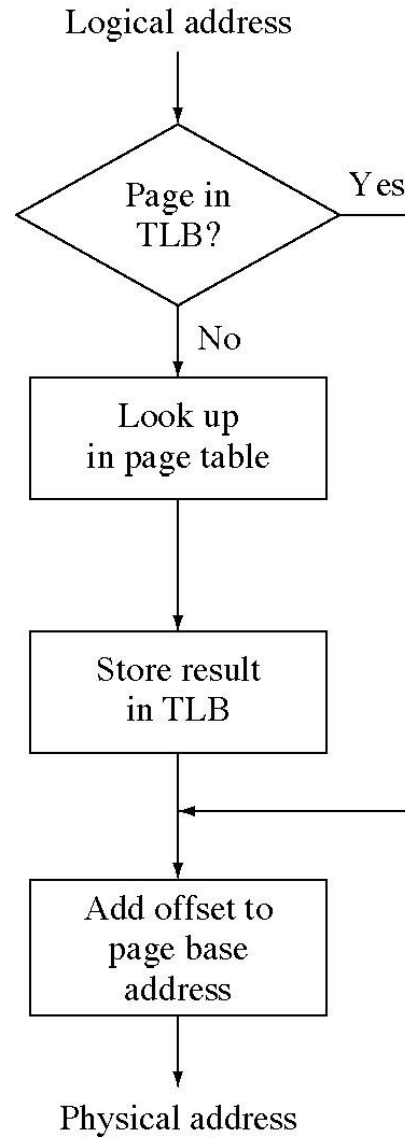 Logical address
Page in
TLB?
Yes
No
Look up
in page table
Store result
in TLB
Add offset to
page base
address
Physical address